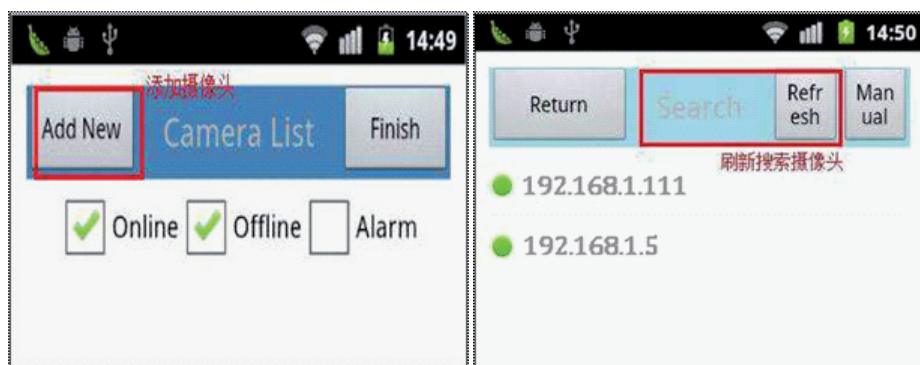 14:49
添加摄像头
Add New
Camera List
Finish
Online
Offline
Alarm
14:50
Return
Search
Refr
esh
Man
ual
刷新搜索摄像头
192.168.1.111
192.168.1.5